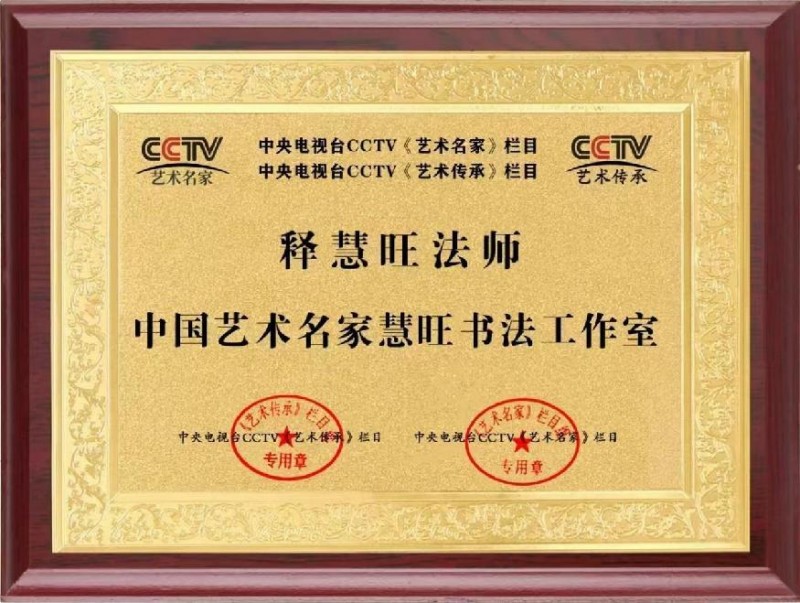 CCTV
艺术名家
中央电视台CCTV《艺术名家》栏目
中央电视台CCTV《艺术传承》栏目
CCTV
艺术传承
释慧旺法师
中国艺术名家慧旺书法工作室
《艺术传承》栏目组
专用章
中央电视台CCTV《艺术传承》栏目
《艺术名家》栏目组
专用章
中央电视台CCTV《艺术名家》栏目